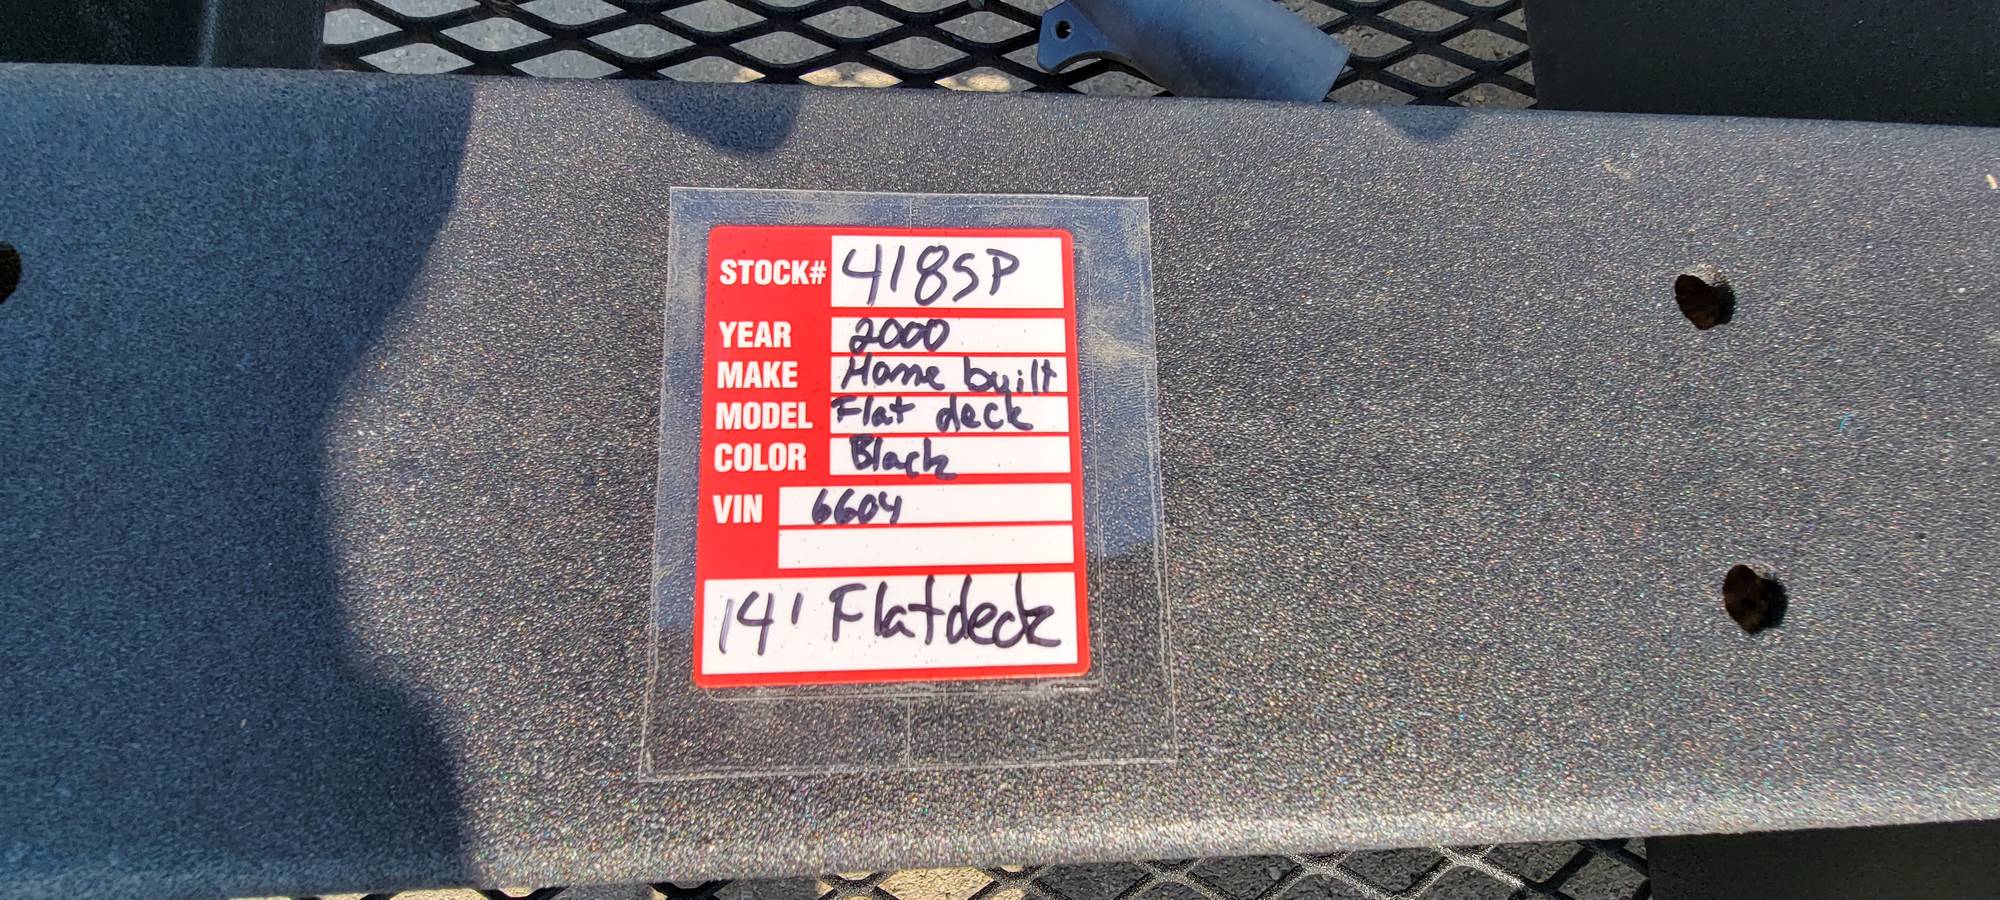 STOCK# 418SP
YEAR 2000
MAKE Home built
MODEL Flat deck
COLOR Black
VIN 6604
14' Flatdeck